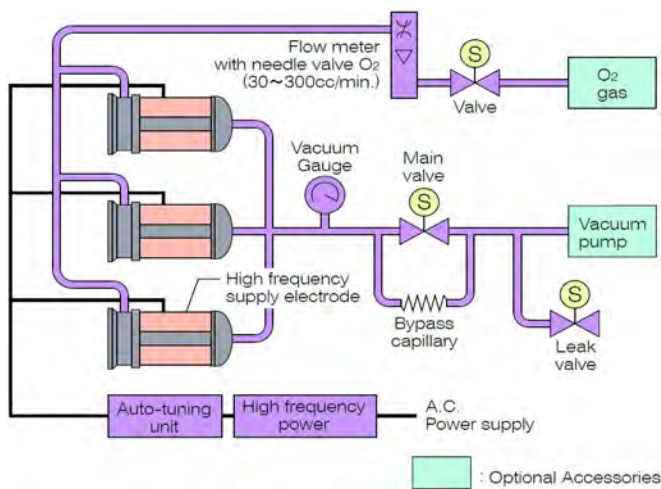 Flow meter
with needle valve O₂
(30～300cc/min.)
S
Valve
O₂
gas
Vacuum
Gauge
Main
valve
S
Vacuum
pump
High frequency
supply electrode
Bypass
capillary
S
Leak
valve
Auto-tuning
unit
High frequency
power
A.C.
Power supply
: Optional Accessories